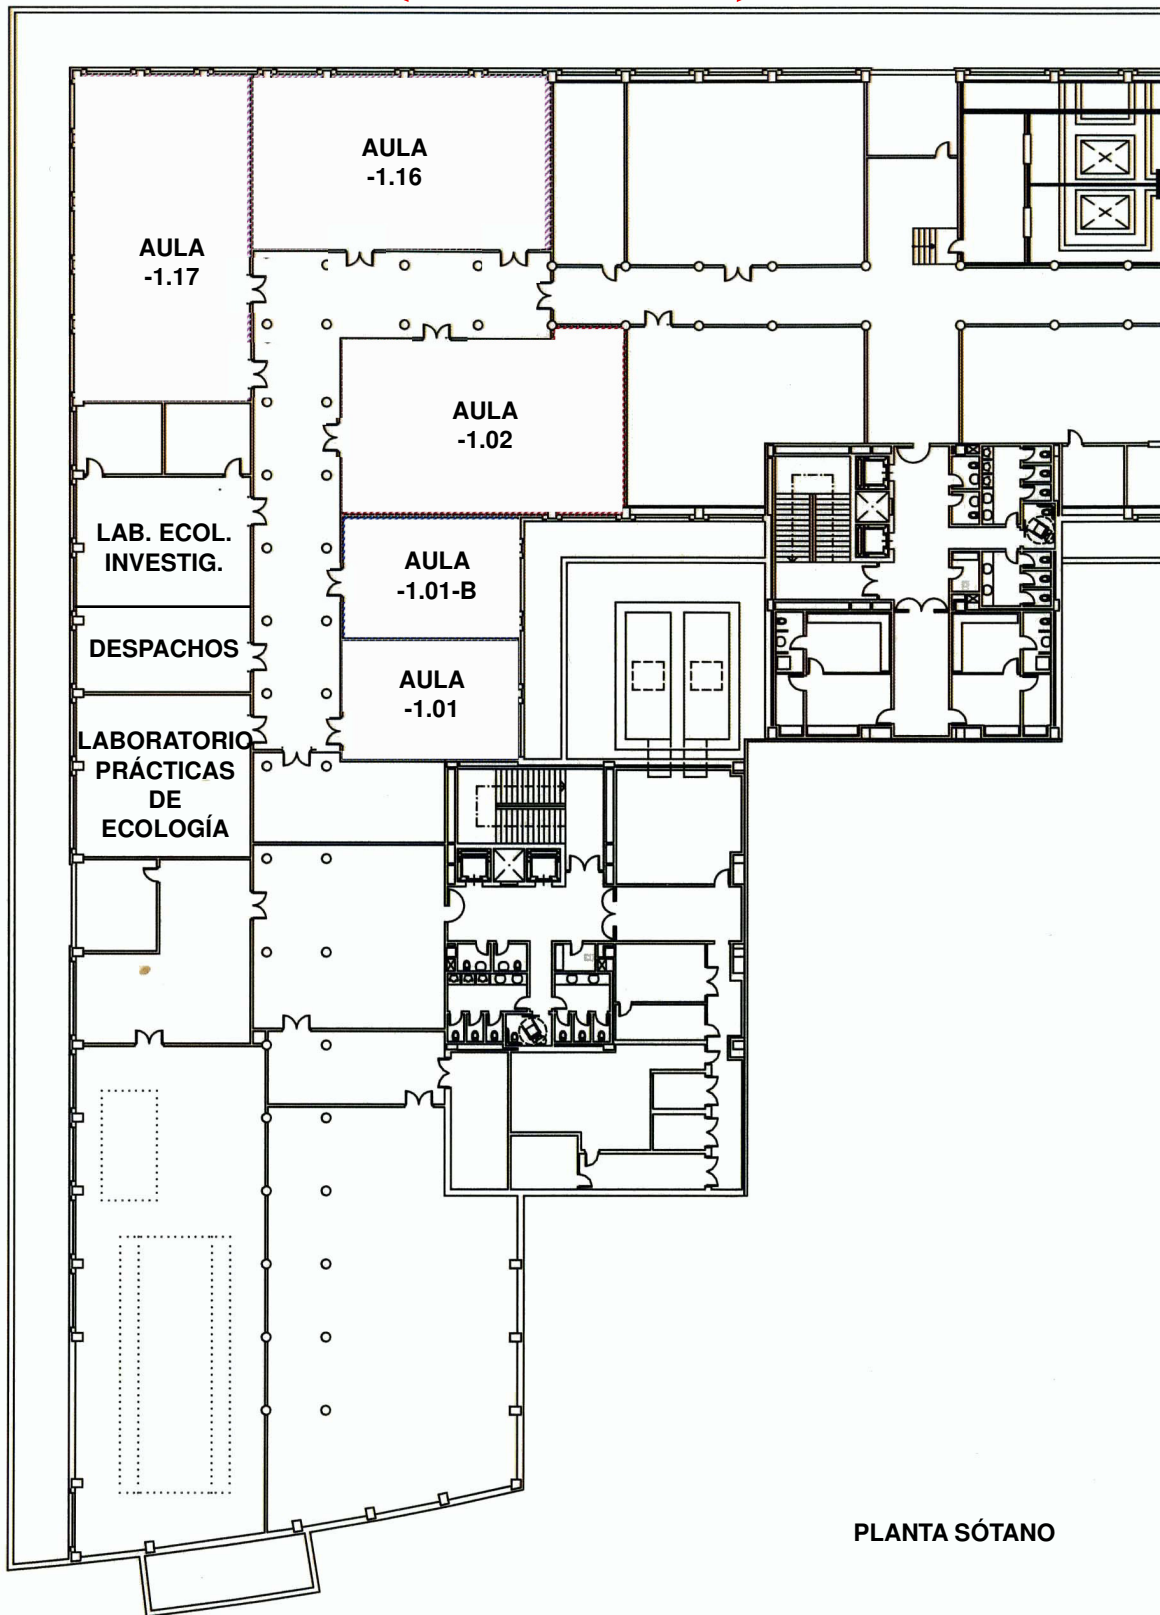 AULA
-1.16
AULA
-1.17
AULA
-1.02
LAB. ECOL.
INVESTIG.
AULA
-1.01-B
DESPACHOS
AULA
-1.01
LABORATORIO
PRÁCTICAS
DE
ECOLOGÍA
PLANTA SÓTANO